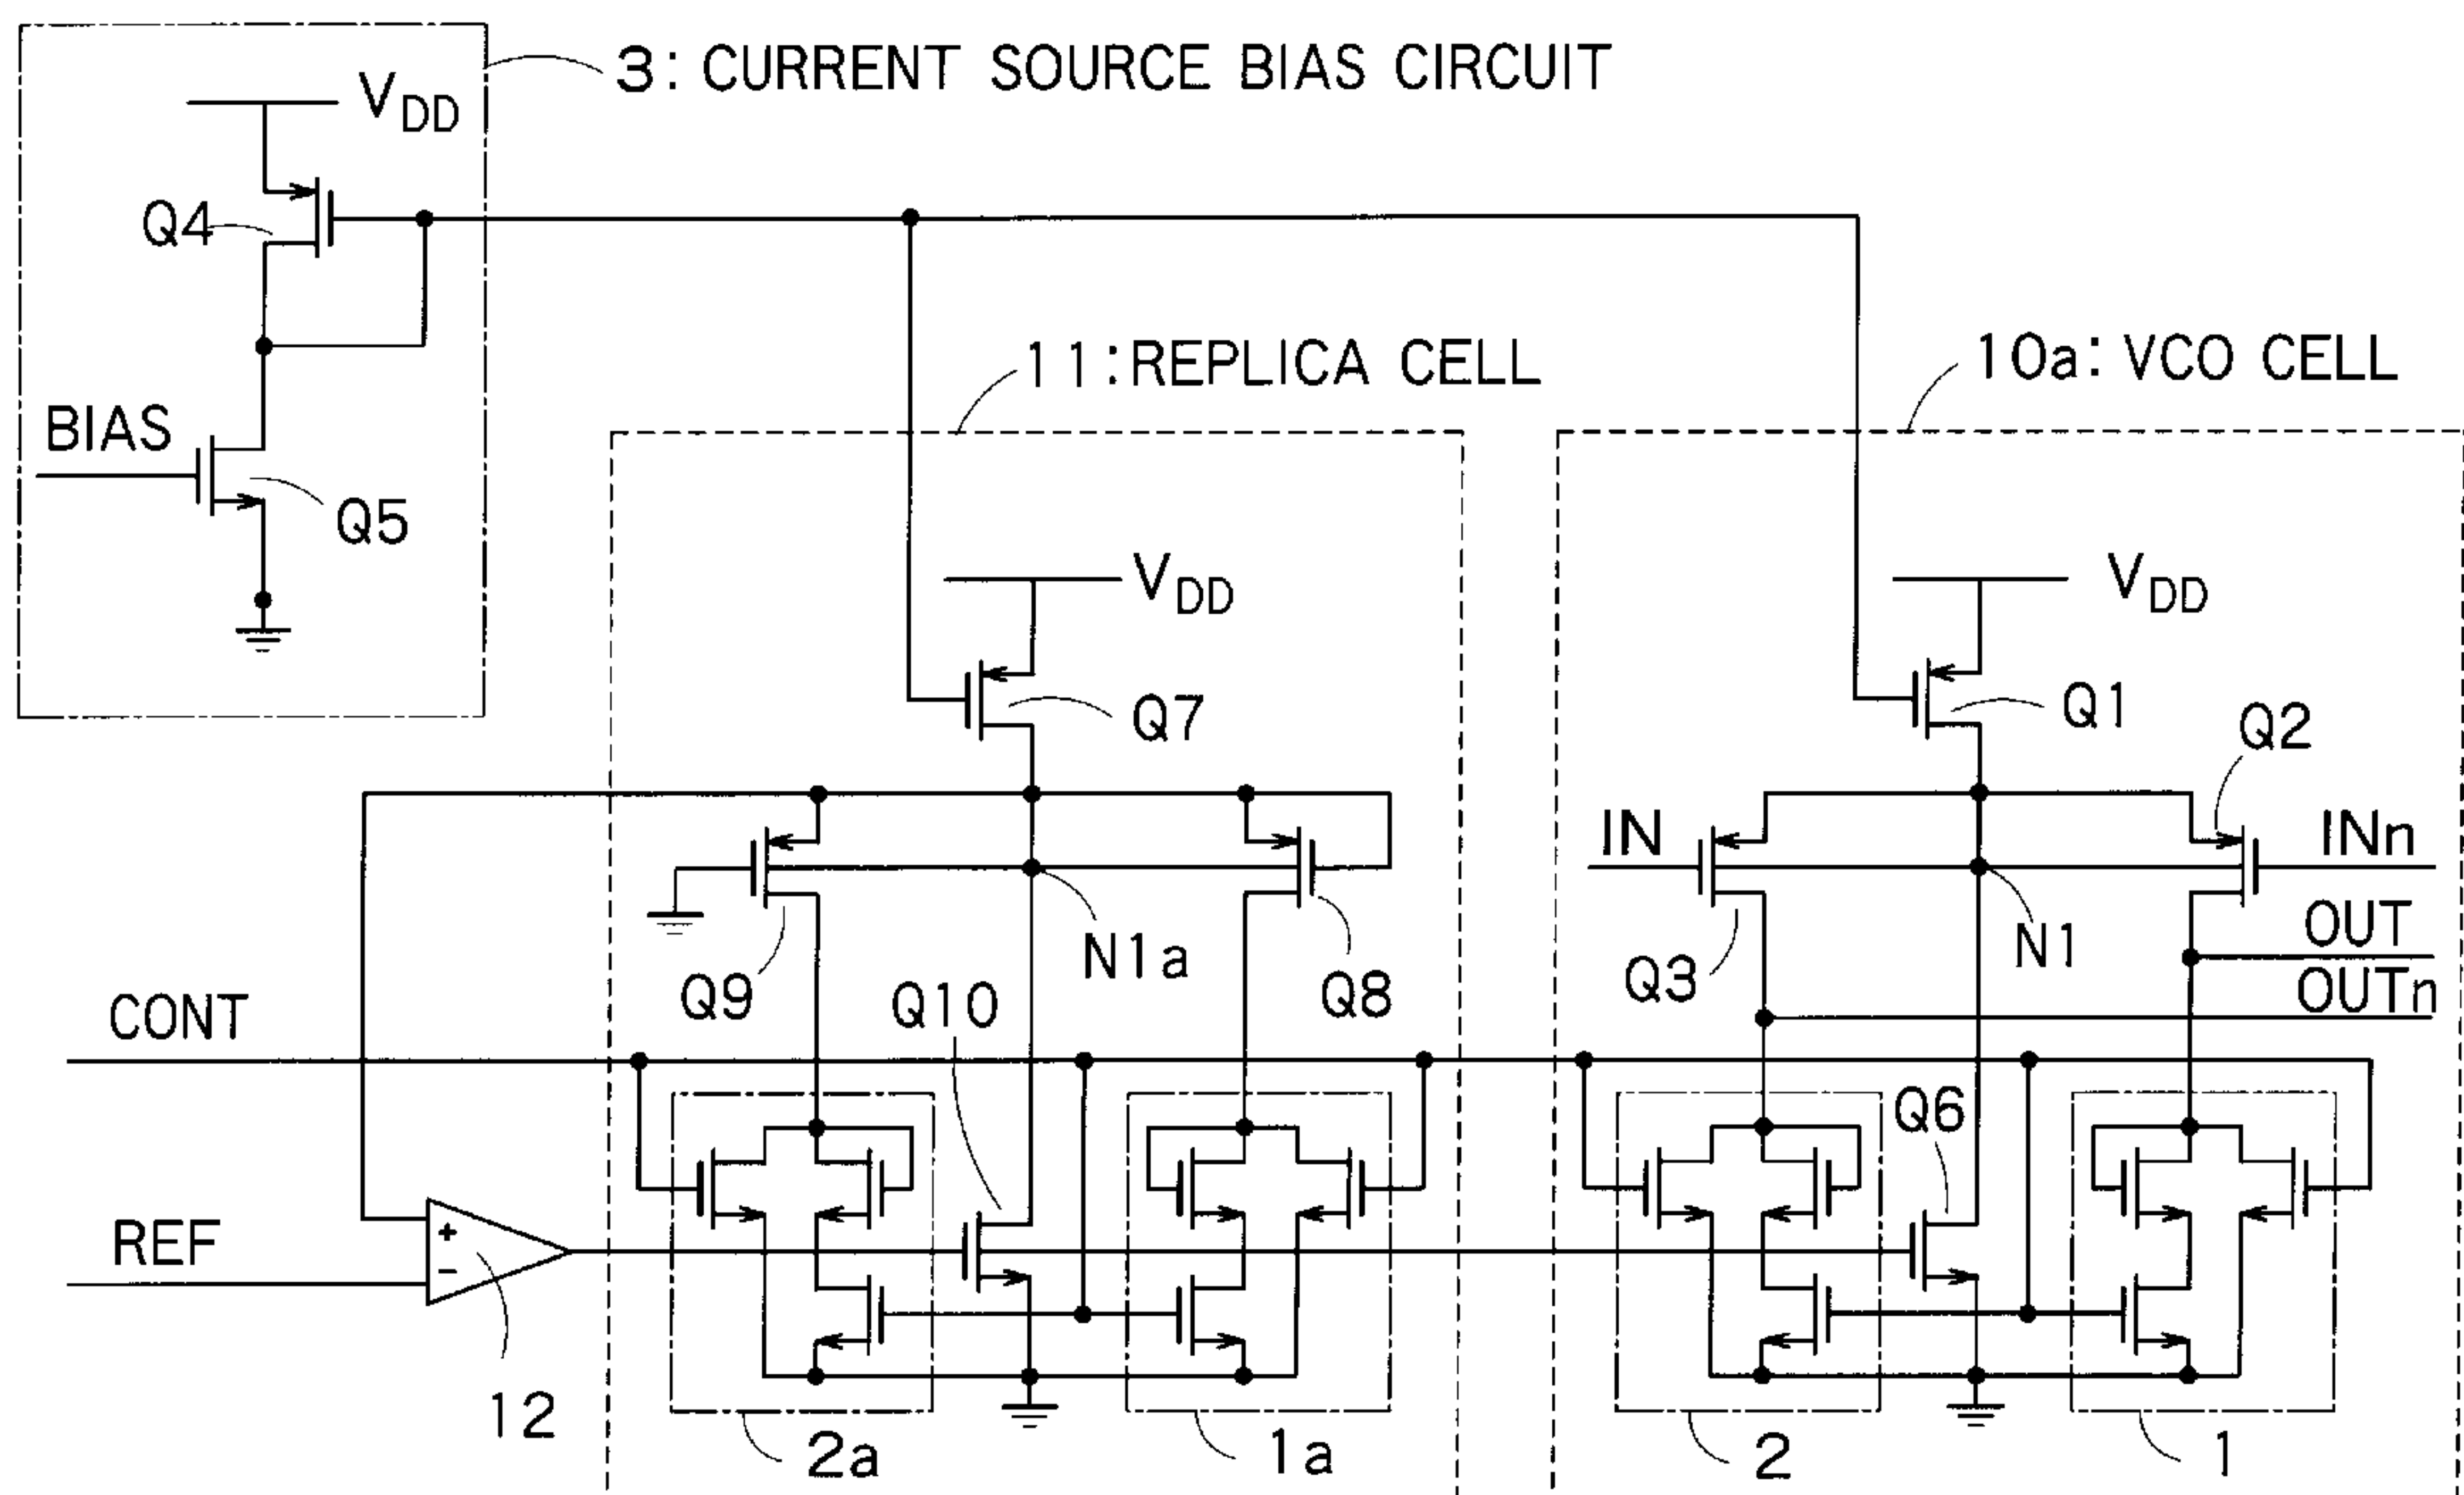 3: CURRENT SOURCE BIAS CIRCUIT
VDD
Q4
BIAS
Q5
11: REPLICA CELL
10a: VCO CELL
VDD
VDD
Q7
Q1
Q2
IN
INn
N1a
N1
OUT
Q9
Q10
Q8
Q3
OUTn
CONT
Q6
REF
+
-
12
2a
1a
2
1